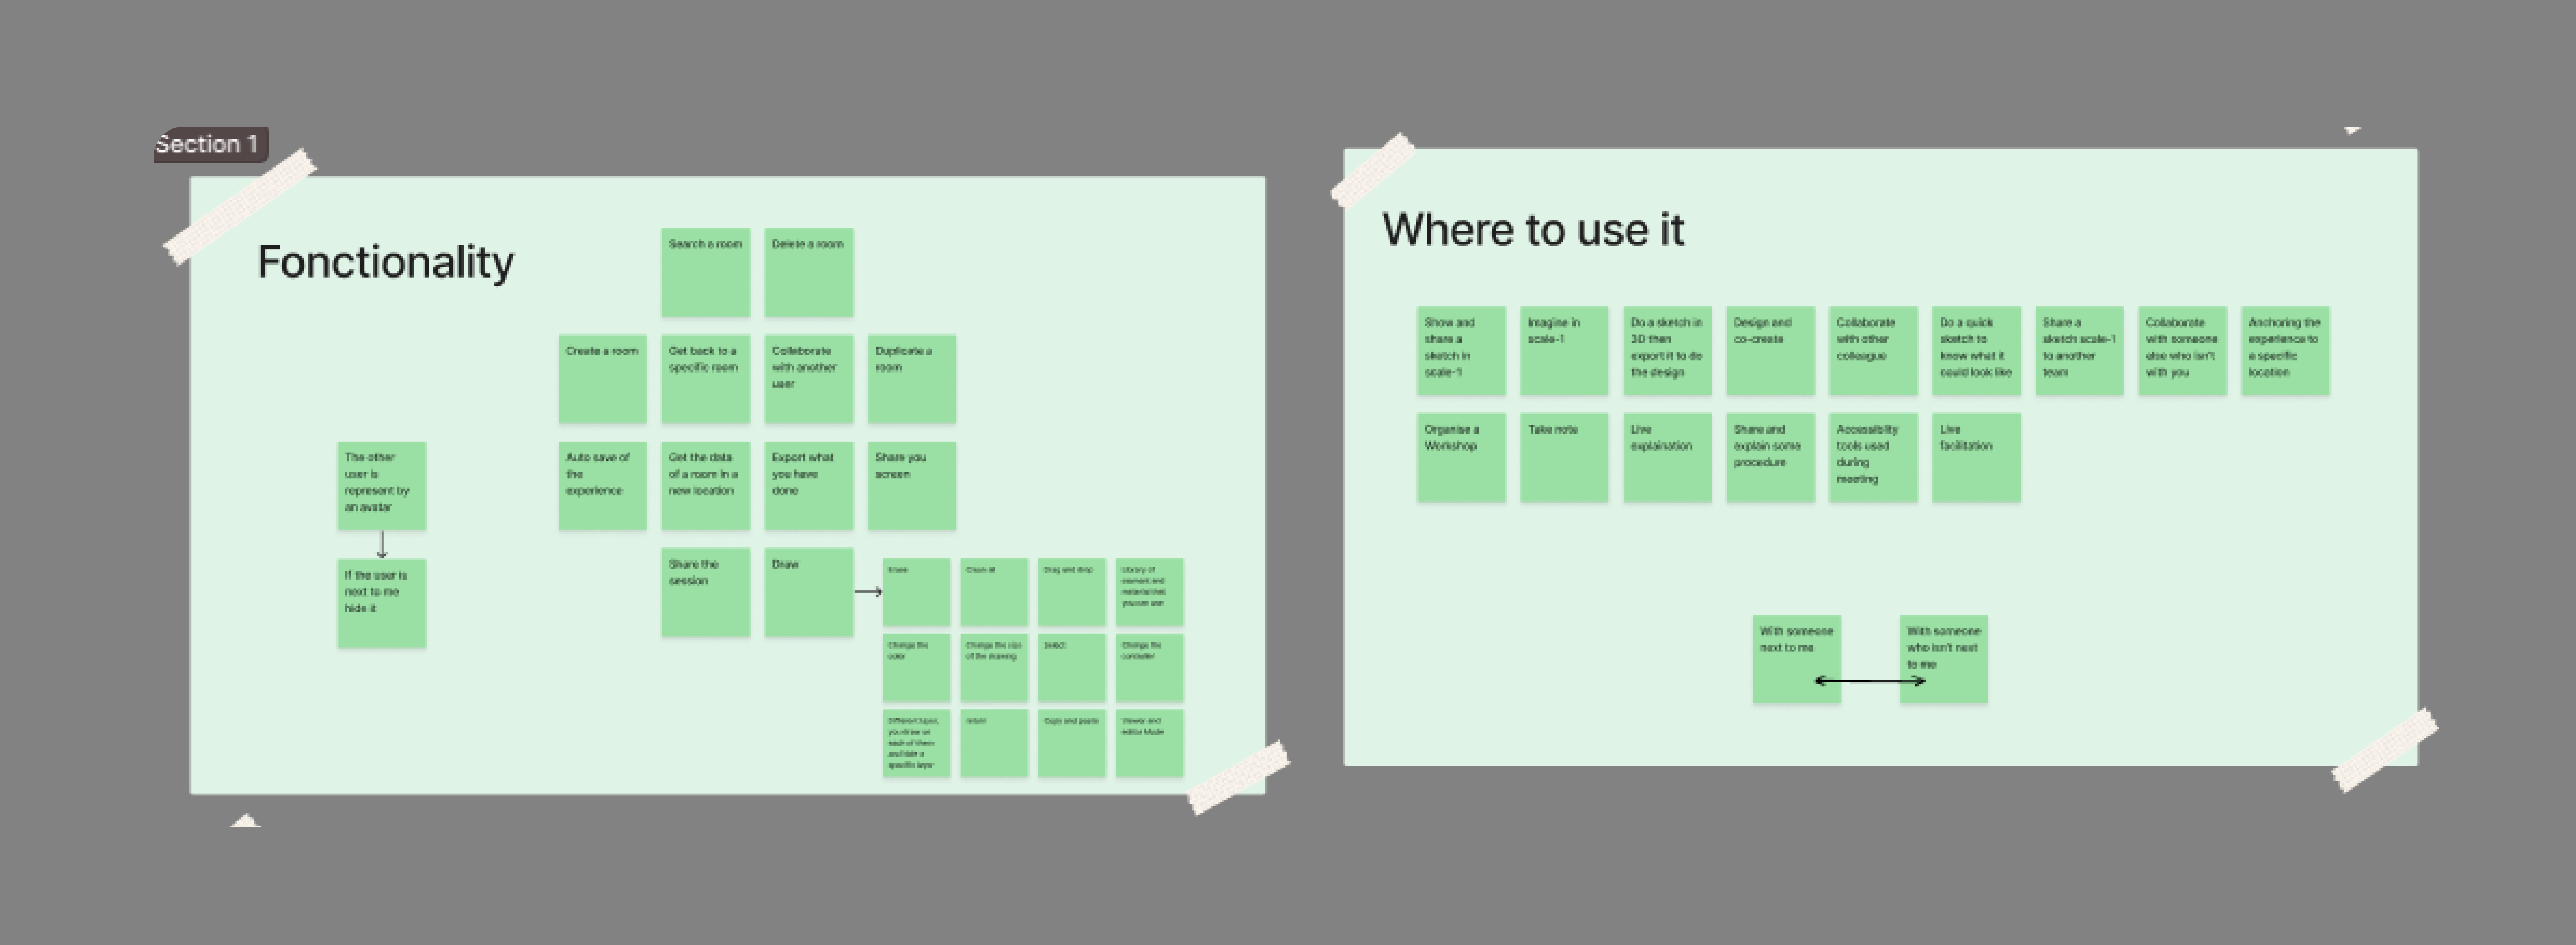 Section 1
Fonctionality
Search a room
Delete a room
Create a room
Get back to a
specific room
Collaborate
with another
user
Duplicate a
room
Auto save of
the
experience
Get the data
of a room in a
new location
Export what
you have
done
Share you
screen
The other
user is
represent by
an avatar
If the user is
next to me
hide it
Share the
session
Draw
Erase
Clean all
Drag and drop
Library of
element and
material that
you can use
Change the
color
Change the size
of the drawing
Select
Change the
controller
Different layer,
you draw on
each of them
and hide a
specific layer
return
Copy and paste
Viewer and
editor Mode
Where to use it
Show and
share a
sketch in
scale-1
Imagine in
scale-1
Do a sketch in
3D then
export it to do
the design
Design and
co-create
Collaborate
with other
colleague
Do a quick
sketch to
know what it
could look like
Share a
sketch scale-1
to another
team
Collaborate
with someone
else who isn't
with you
Anchoring the
experience to
a specific
location
Organise a
Workshop
Take note
Live
explaination
Share and
explain some
procedure
Accessiblity
tools used
during
meeting
Live
facilitation
With someone
next to me
With someone
who isn't next
to me